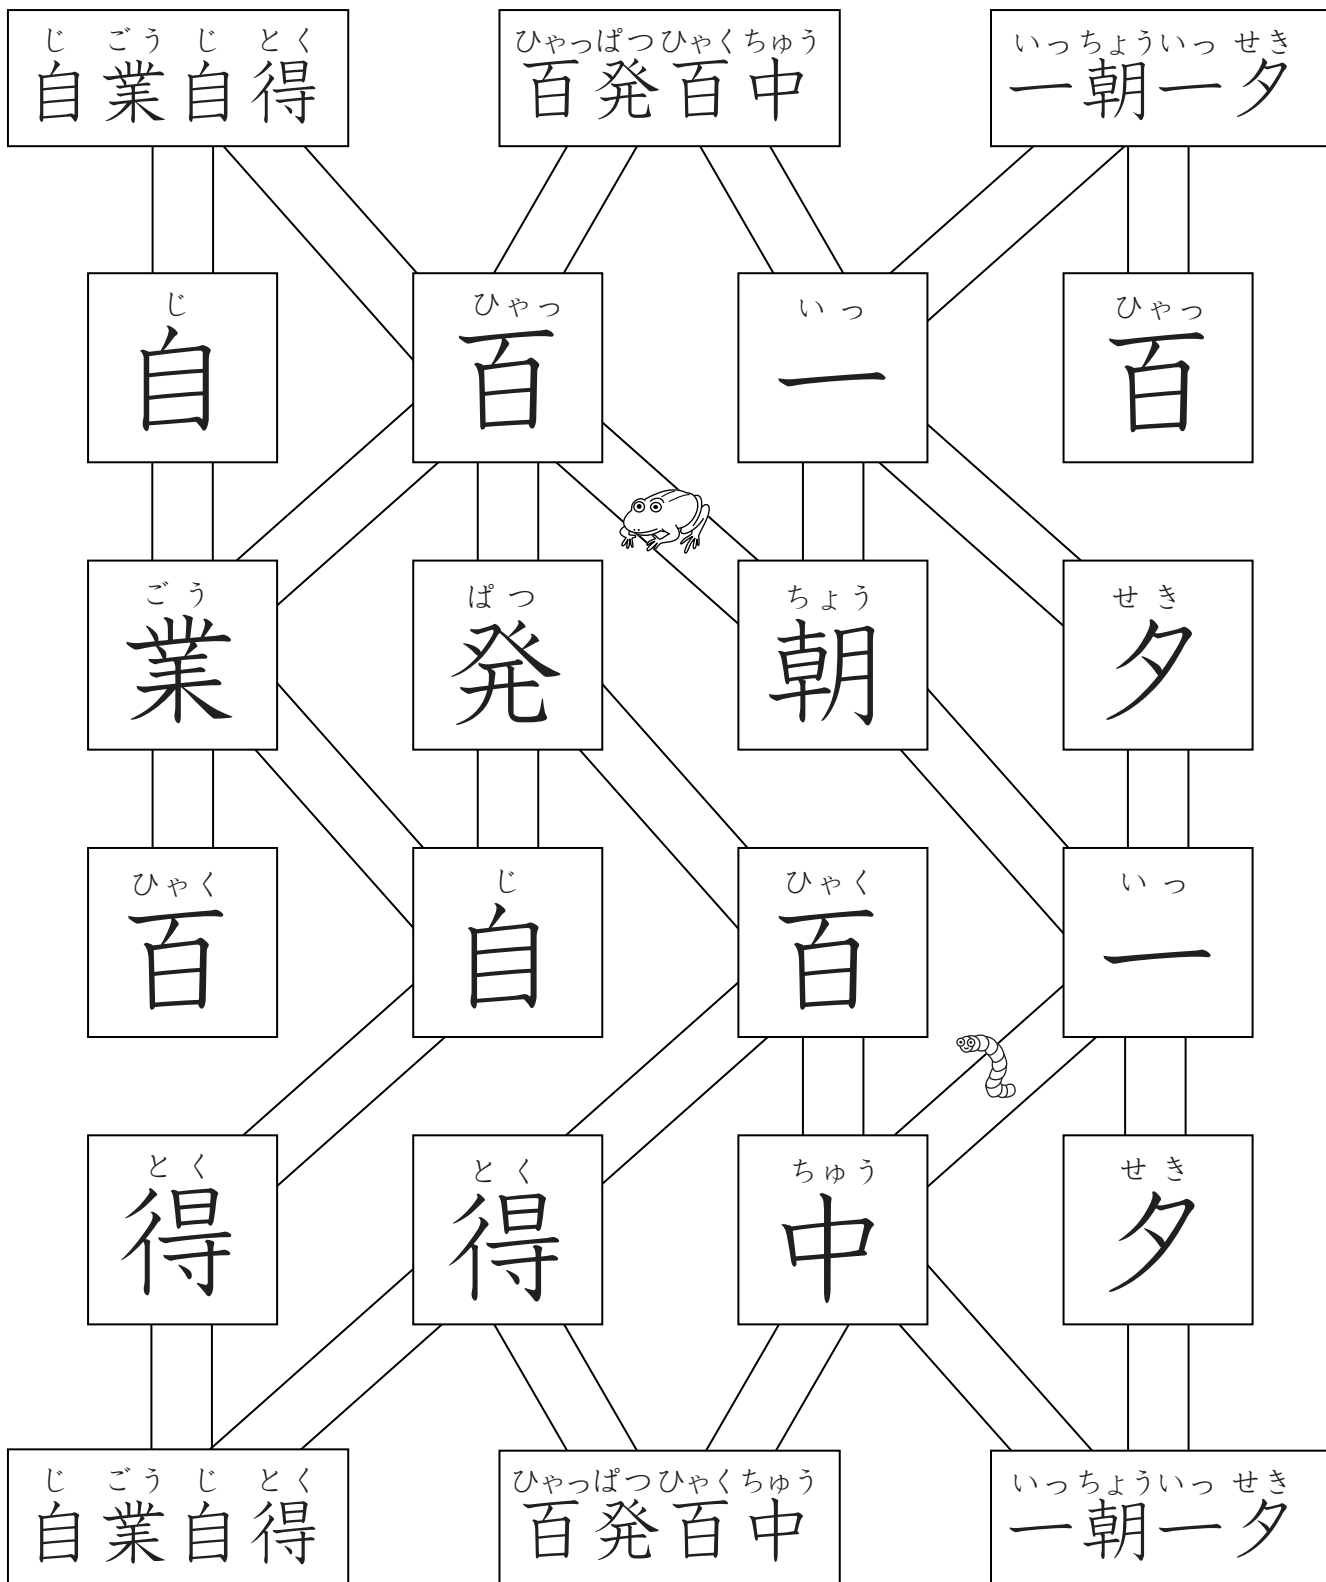 じ ごう じ とく
自業自得
ひゃっぱつひゃくちゅう
百発百中
いっちょういっ せき
一朝一夕
じ
自
ひゃっ
百
いっ
一
ひゃっ
百
ごう
業
ぱつ
発
ちょう
朝
せき
夕
ひゃく
百
じ
自
ひゃく
百
いっ
一
とく
得
とく
得
ちゅう
中
せき
夕
じ ごう じ とく
自業自得
ひゃっぱつひゃくちゅう
百発百中
いっちょういっ せき
一朝一夕